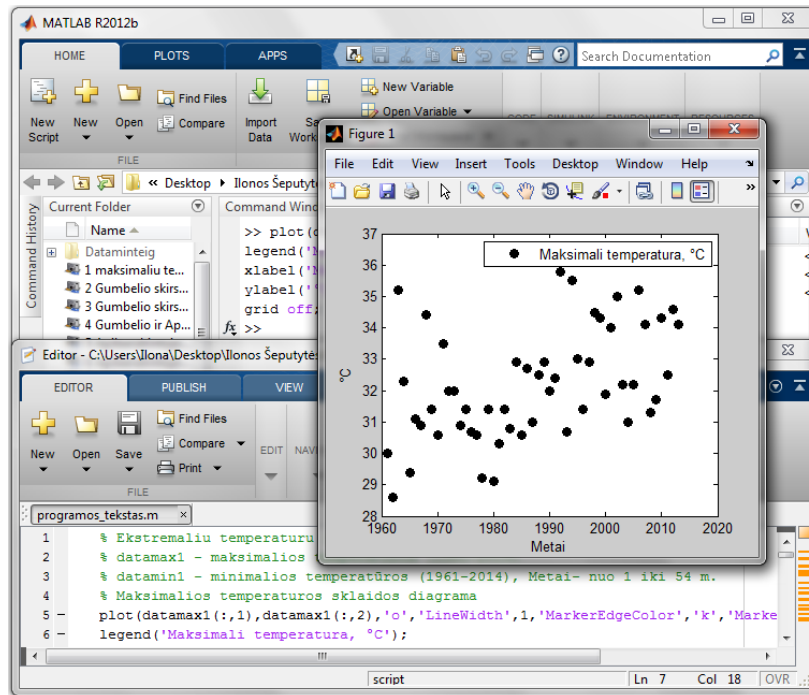 MATLAB R2012b
HOME PLOTS APPS
Search Documentation
New Script
New
Open
Find Files
Compare
Import Data
New Variable
Open Variable
FILE
« Desktop ▸ Ilonos
Current Folder
Command
Command History
Name
Dataminteig
1 maksimaliu te...
2 Gumbelio skirs...
3 Gumbelio skirs...
4 Gumbelio ir Ap...
>> plot(
legend('
xlabel('
ylabel('
grid off;
fx >>
Figure 1
File Edit View Insert Tools Desktop Window Help
Maksimali temperatura, °C
37
36
35
34
33
32
31
30
29
28
1960 1970 1980 1990 2000 2010 2020
°C
Metai
Editor - C:\Users\Ilona\Desktop\Ilonos Šeputytės
EDITOR PUBLISH VIEW
New
Open
Save
Find Files
Compare
Print
EDIT
FILE
programos_tekstas.m ×
1 % Ekstremaliu temperaturu
2 % datamax1 - maksimalios
3 % datamin1 - minimalios temperatūros (1961-2014), Metai- nuo 1 iki 54 m.
4 % Maksimalios temperaturos sklaidos diagrama
5 – plot(datamax1(:,1),datamax1(:,2),'o','LineWidth',1,'MarkerEdgeColor','k','Marke
6 – legend('Maksimali temperatura, °C');
script Ln 7 Col 18 OVR